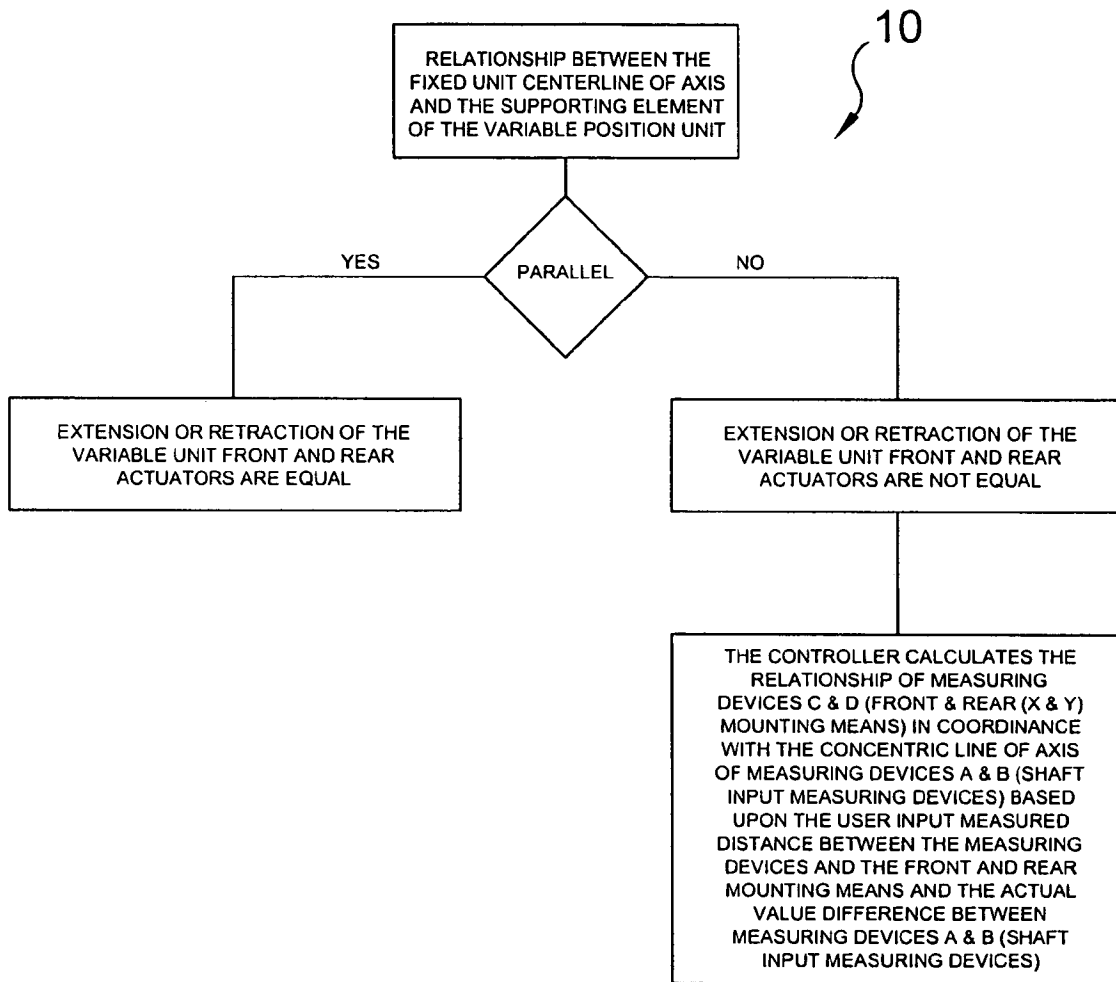 10
RELATIONSHIP BETWEEN THE
FIXED UNIT CENTERLINE OF AXIS
AND THE SUPPORTING ELEMENT
OF THE VARIABLE POSITION UNIT
YES
PARALLEL
NO
EXTENSION OR RETRACTION OF THE
VARIABLE UNIT FRONT AND REAR
ACTUATORS ARE EQUAL
EXTENSION OR RETRACTION OF THE
VARIABLE UNIT FRONT AND REAR
ACTUATORS ARE NOT EQUAL
THE CONTROLLER CALCULATES THE
RELATIONSHIP OF MEASURING
DEVICES C & D (FRONT & REAR (X & Y)
MOUNTING MEANS) IN COORDINANCE
WITH THE CONCENTRIC LINE OF AXIS
OF MEASURING DEVICES A & B (SHAFT
INPUT MEASURING DEVICES) BASED
UPON THE USER INPUT MEASURED
DISTANCE BETWEEN THE MEASURING
DEVICES AND THE FRONT AND REAR
MOUNTING MEANS AND THE ACTUAL
VALUE DIFFERENCE BETWEEN
MEASURING DEVICES A & B (SHAFT
INPUT MEASURING DEVICES)